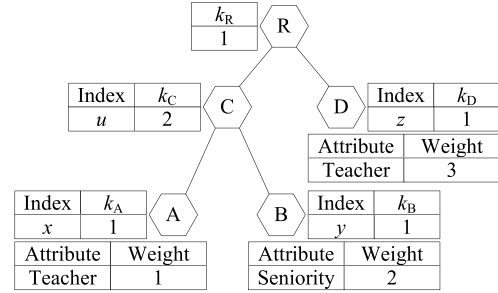 k_R
1
R
Index k_C
u 2
C
D
Index k_D
z 1
Attribute Weight
Teacher 3
Index k_A
x 1
A
B
Index k_B
y 1
Attribute Weight
Teacher 1
Attribute Weight
Seniority 2